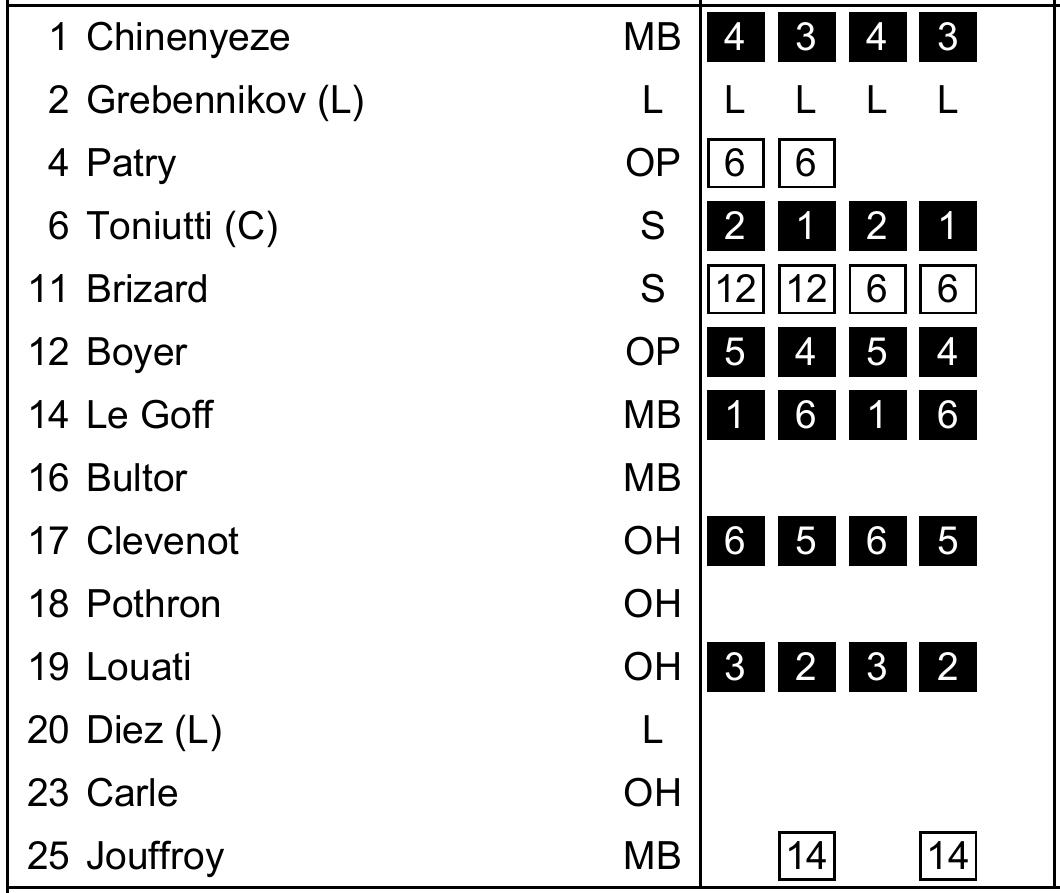 1 Chinenyeze MB 4 3 4 3
2 Grebennikov (L) L L L L L
4 Patry OP 6 6
6 Toniutti (C) S 2 1 2 1
11 Brizard S 12 12 6 6
12 Boyer OP 5 4 5 4
14 Le Goff MB 1 6 1 6
16 Bultor MB
17 Clevenot OH 6 5 6 5
18 Pothron OH
19 Louati OH 3 2 3 2
20 Diez (L) L
23 Carle OH
25 Jouffroy MB 14 14